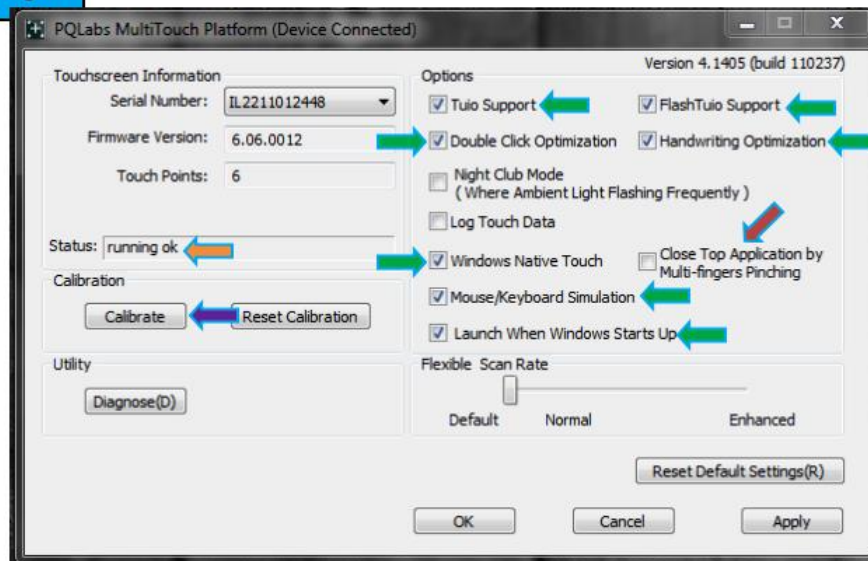 PQLabs MultiTouch Platform (Device Connected)
Version 4.1405 (build 110237)
Touchscreen Information
Serial Number: IL2211012448
Firmware Version: 6.06.0012
Touch Points: 6
Status: running ok
Calibration
Calibrate
Reset Calibration
Utility
Diagnose(D)
Options
Tuio Support
FlashTuio Support
Double Click Optimization
Handwriting Optimization
Night Club Mode
( Where Ambient Light Flashing Frequently )
Log Touch Data
Windows Native Touch
Close Top Application by
Multi-fingers Pinching
Mouse/Keyboard Simulation
Launch When Windows Starts Up
Flexible Scan Rate
Default Normal Enhanced
Reset Default Settings(R)
OK Cancel Apply